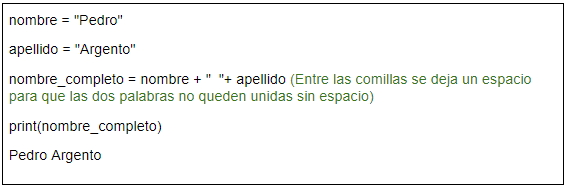 nombre = "Pedro"
apellido = "Argento"
nombre_completo = nombre + "  "+ apellido (Entre las comillas se deja un espacio
para que las dos palabras no queden unidas sin espacio)
print(nombre_completo)
Pedro Argento